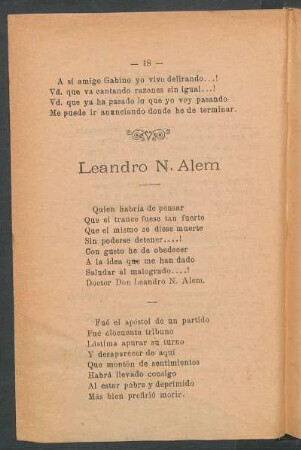 — 18 —
A sí amigo Gabino yo vivo delirando...!
Vd. que va cantando razones sin igual...!
Vd. que ya ha pasado lo que yo voy pasando
Me puede ir anunciando donde he de terminar.
Leandro N. Alem
Quien habría de pensar
Que el trance fuese tan fuerte
Que el mismo se diese muerte
Sin poderse detener....!
Con gusto he de obedecer
A la idea que me han dado
Saludar al malogrado....!
Doctor Don Leandro N. Alem.
Fué el apóstol de un partido
Fué elocuente tribuno
Lástima apurar su turno
Y desaparecer de aquí
Que montón de sentimientos
Habrá llevado consigo
Al estar pobre y deprimido
Más bien prefirió morir.